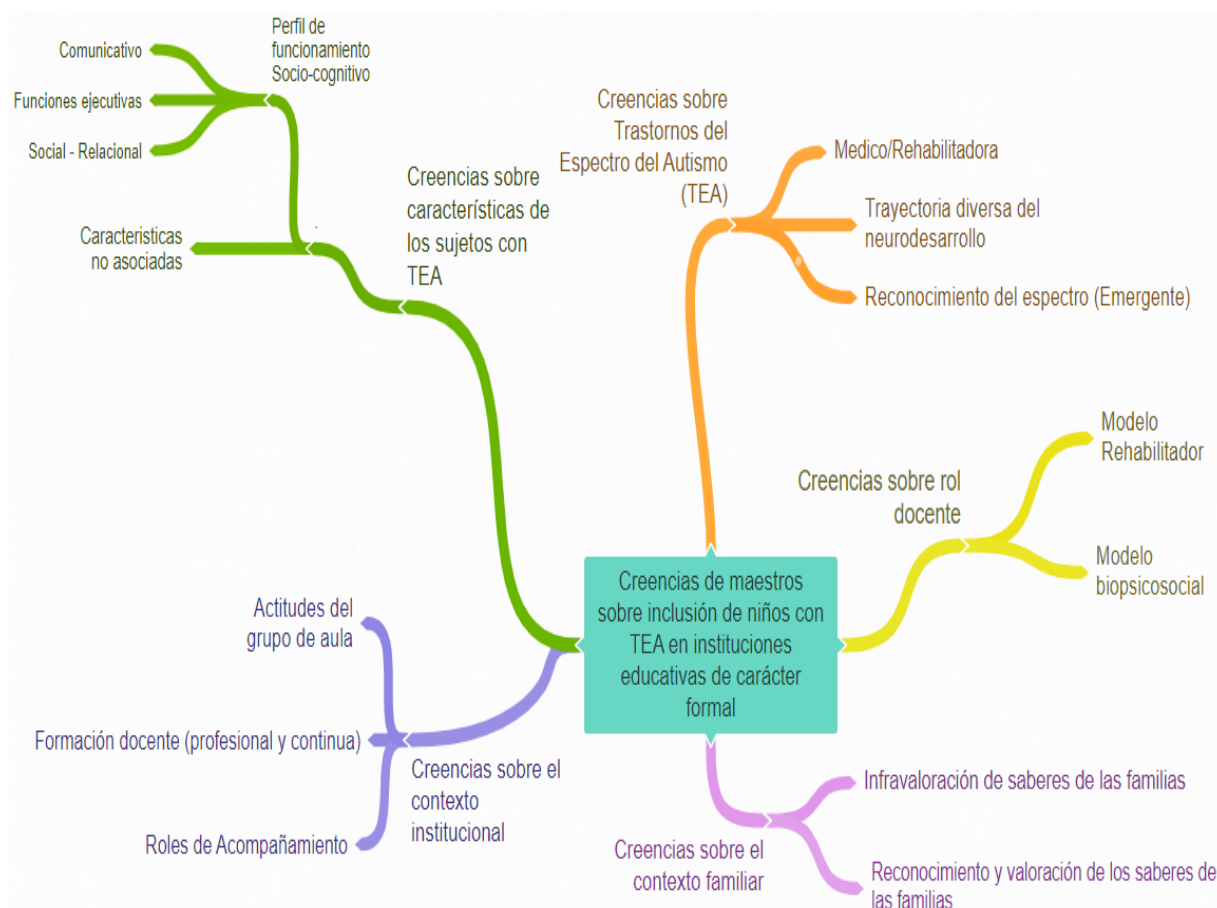 Perfil de
funcionamiento
Socio-cognitivo
Comunicativo
Funciones ejecutivas
Social - Relacional
Creencias sobre
características de
los sujetos con
TEA
Caracteristicas
no asociadas
Creencias sobre
Trastornos del
Espectro del Autismo
(TEA)
Medico/Rehabilitadora
Trayectoria diversa del
neurodesarrollo
Reconocimiento del espectro (Emergente)
Creencias sobre rol
docente
Modelo
Rehabilitador
Modelo
biopsicosocial
Creencias de maestros
sobre inclusión de niños con
TEA en instituciones
educativas de carácter
formal
Actitudes del
grupo de aula
Formación docente (profesional y continua)
Roles de Acompañamiento
Creencias sobre el
contexto
institucional
Creencias sobre el
contexto familiar
Infravaloración de saberes de las familias
Reconocimiento y valoración de los saberes de
las familias